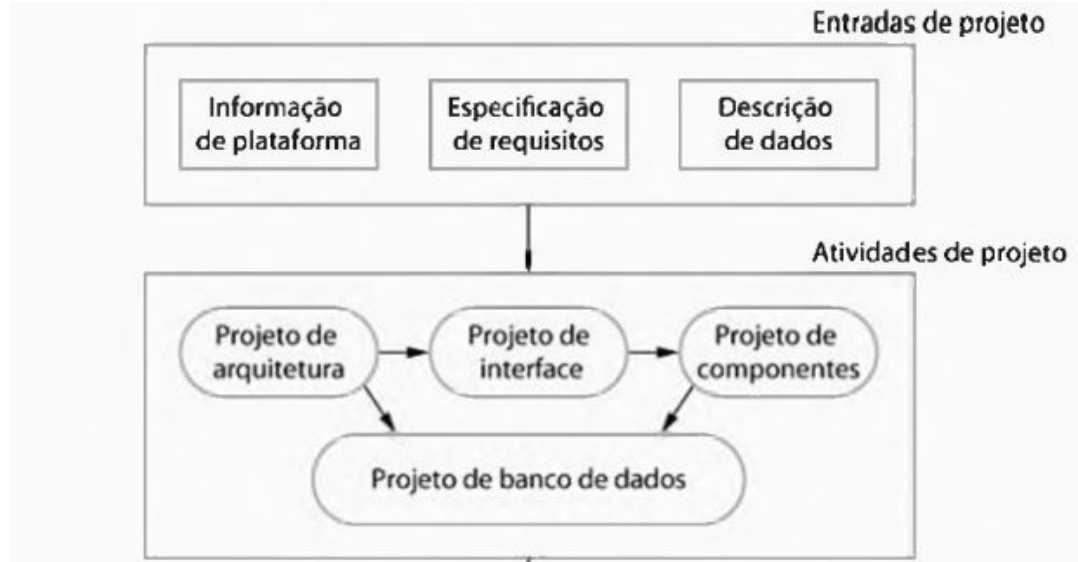 Entradas de projeto
Informação
de plataforma
Especificação
de requisitos
Descrição
de dados
Atividades de projeto
Projeto de
arquitetura
Projeto de
interface
Projeto de
componentes
Projeto de banco de dados